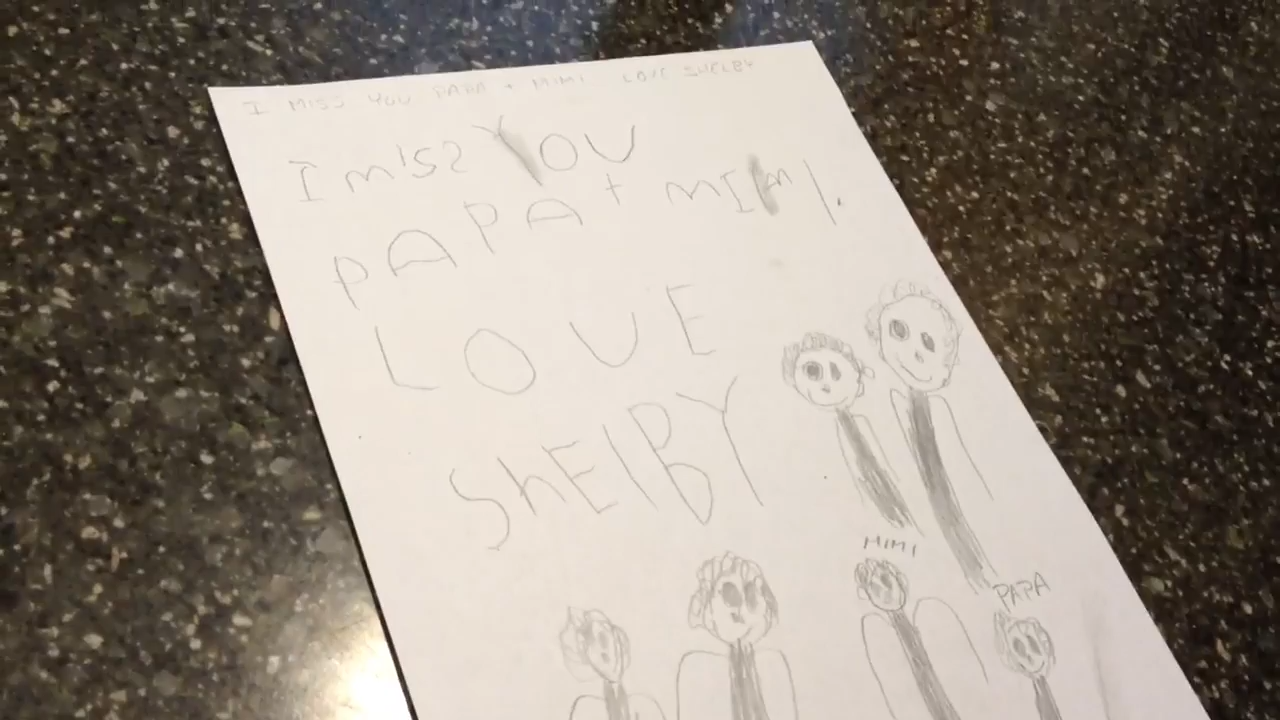 I MISS YOU PAPA + MIMI LOVE SHELBY
I miss YOU
PAPA + MIMI.
LOVE
ShElBY
MIMI
PAPA